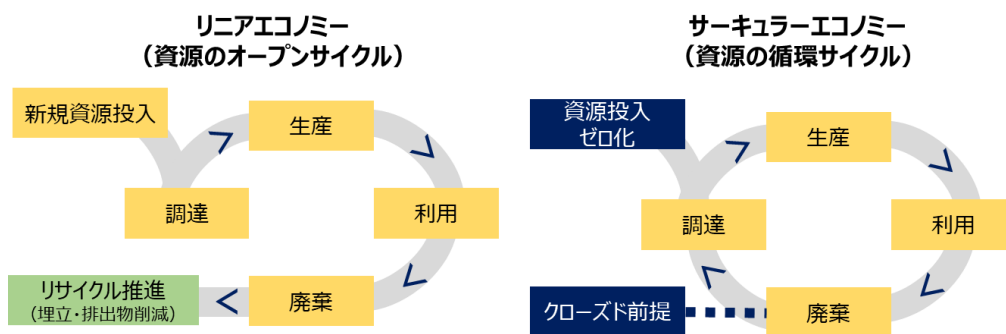 リニアエコノミー
（資源のオープンサイクル）
新規資源投入
生産
調達
利用
リサイクル推進
（埋立・排出物削減）
廃棄
サーキュラーエコノミー
（資源の循環サイクル）
資源投入
ゼロ化
生産
調達
利用
クローズド前提
廃棄